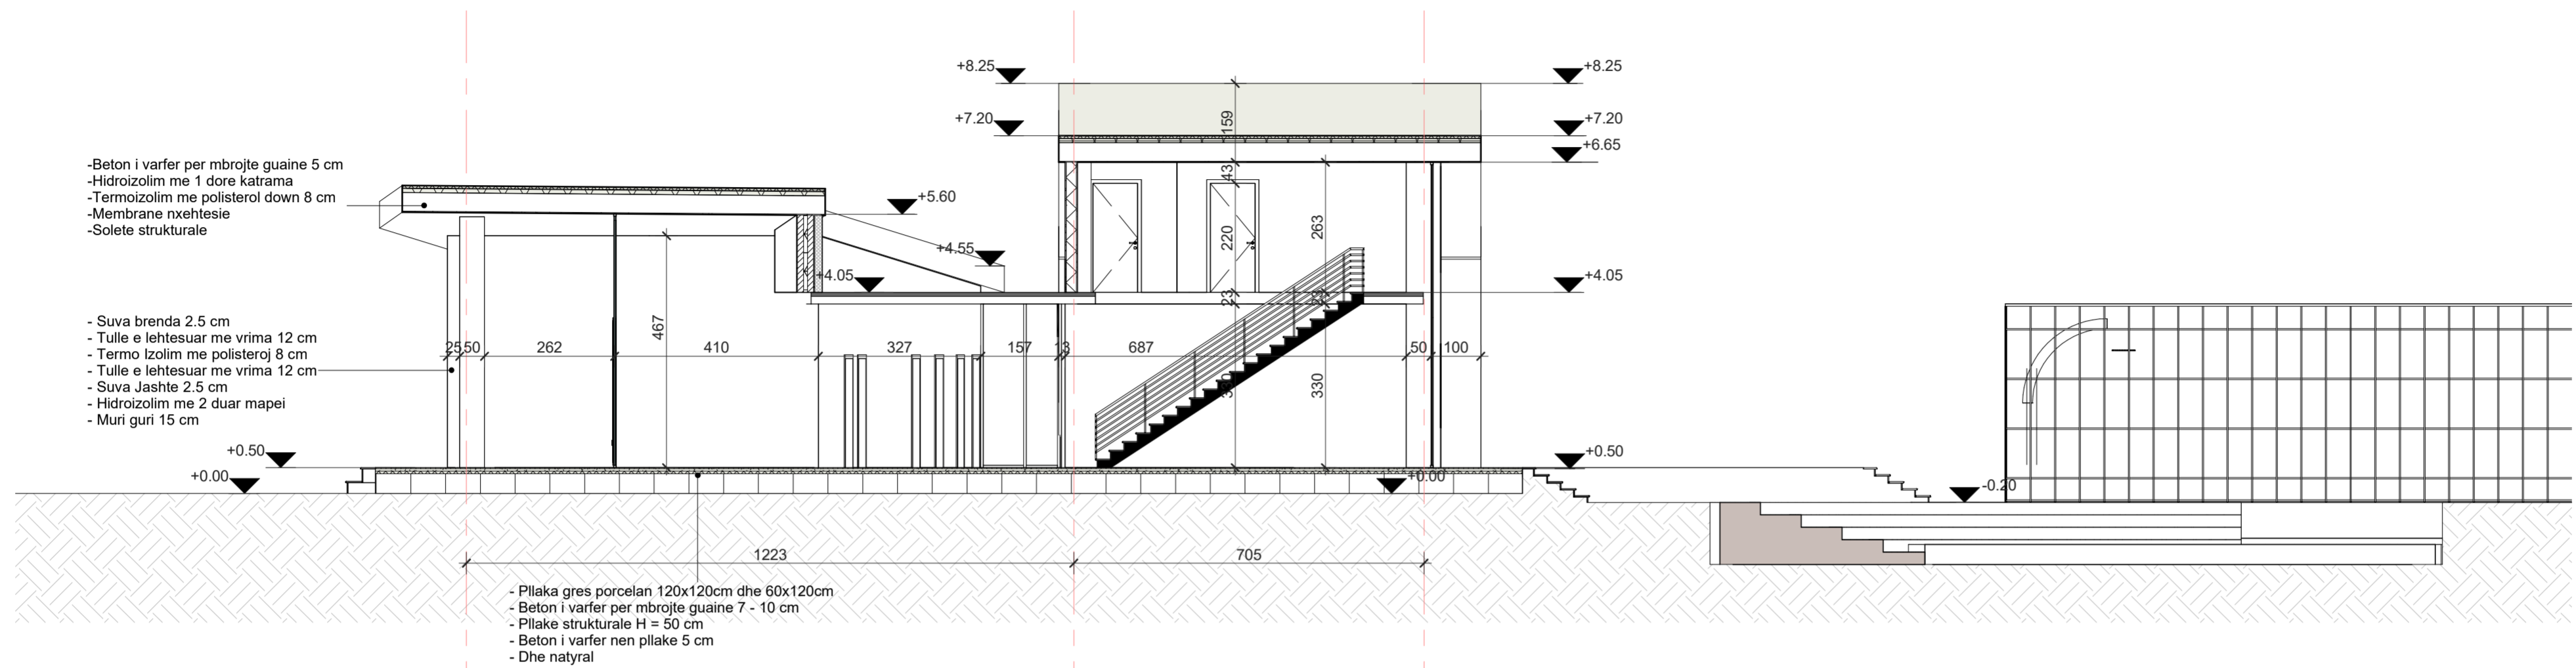 +8.25
+8.25
+7.20
+7.20
159
+6.65
-Beton i varfer per mbrojte guaine 5 cm
-Hidroizolim me 1 dore katrama
-Termoizolim me polisterol down 8 cm
-Membrane nxehtesie
-Solete strukturale
43
+5.60
220
263
+4.55
+4.05
+4.05
23
23
- Suva brenda 2.5 cm
- Tulle e lehtesuar me vrima 12 cm
- Termo Izolim me polisteroj 8 cm
- Tulle e lehtesuar me vrima 12 cm
- Suva Jashte 2.5 cm
- Hidroizolim me 2 duar mapei
- Muri guri 15 cm
467
25 50 262 410 327 157 13 687 50 100
330
330
+0.50
+0.50
+0.00
+0.00
-0.20
1223
705
- Pllaka gres porcelan 120x120cm dhe 60x120cm
- Beton i varfer per mbrojte guaine 7 - 10 cm
- Pllake strukturale H = 50 cm
- Beton i varfer nen pllake 5 cm
- Dhe natyral